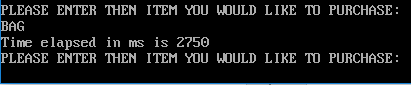 PLEASE ENTER THEN ITEM YOU WOULD LIKE TO PURCHASE:
BAG
Time elapsed in ms is 2750
PLEASE ENTER THEN ITEM YOU WOULD LIKE TO PURCHASE: